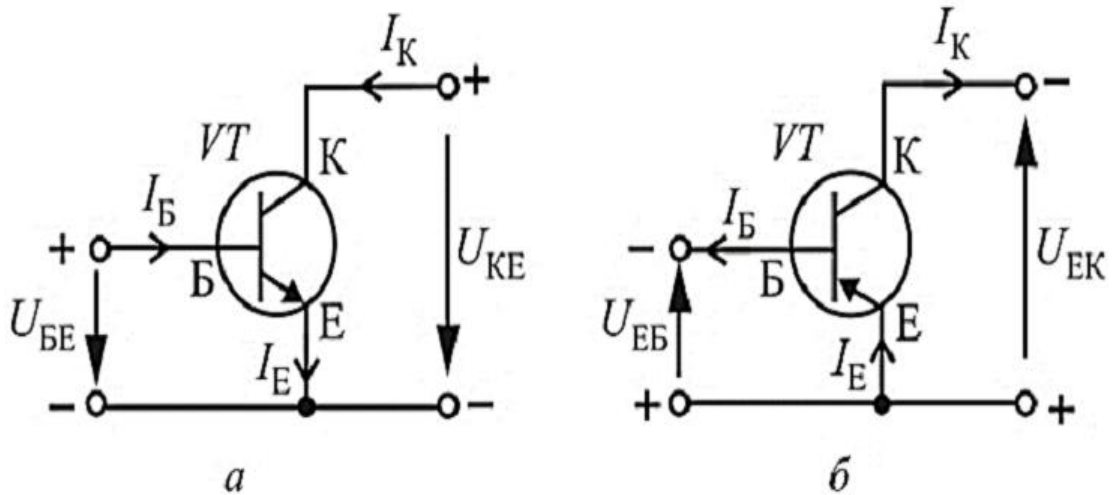 I_К
+
VT
К
I_Б
+
Б
U_КЕ
U_БЕ
Е
I_Е
-
-
а
I_К
-
VT
К
I_Б
-
Б
U_ЕК
U_ЕБ
Е
I_Е
+
+
б